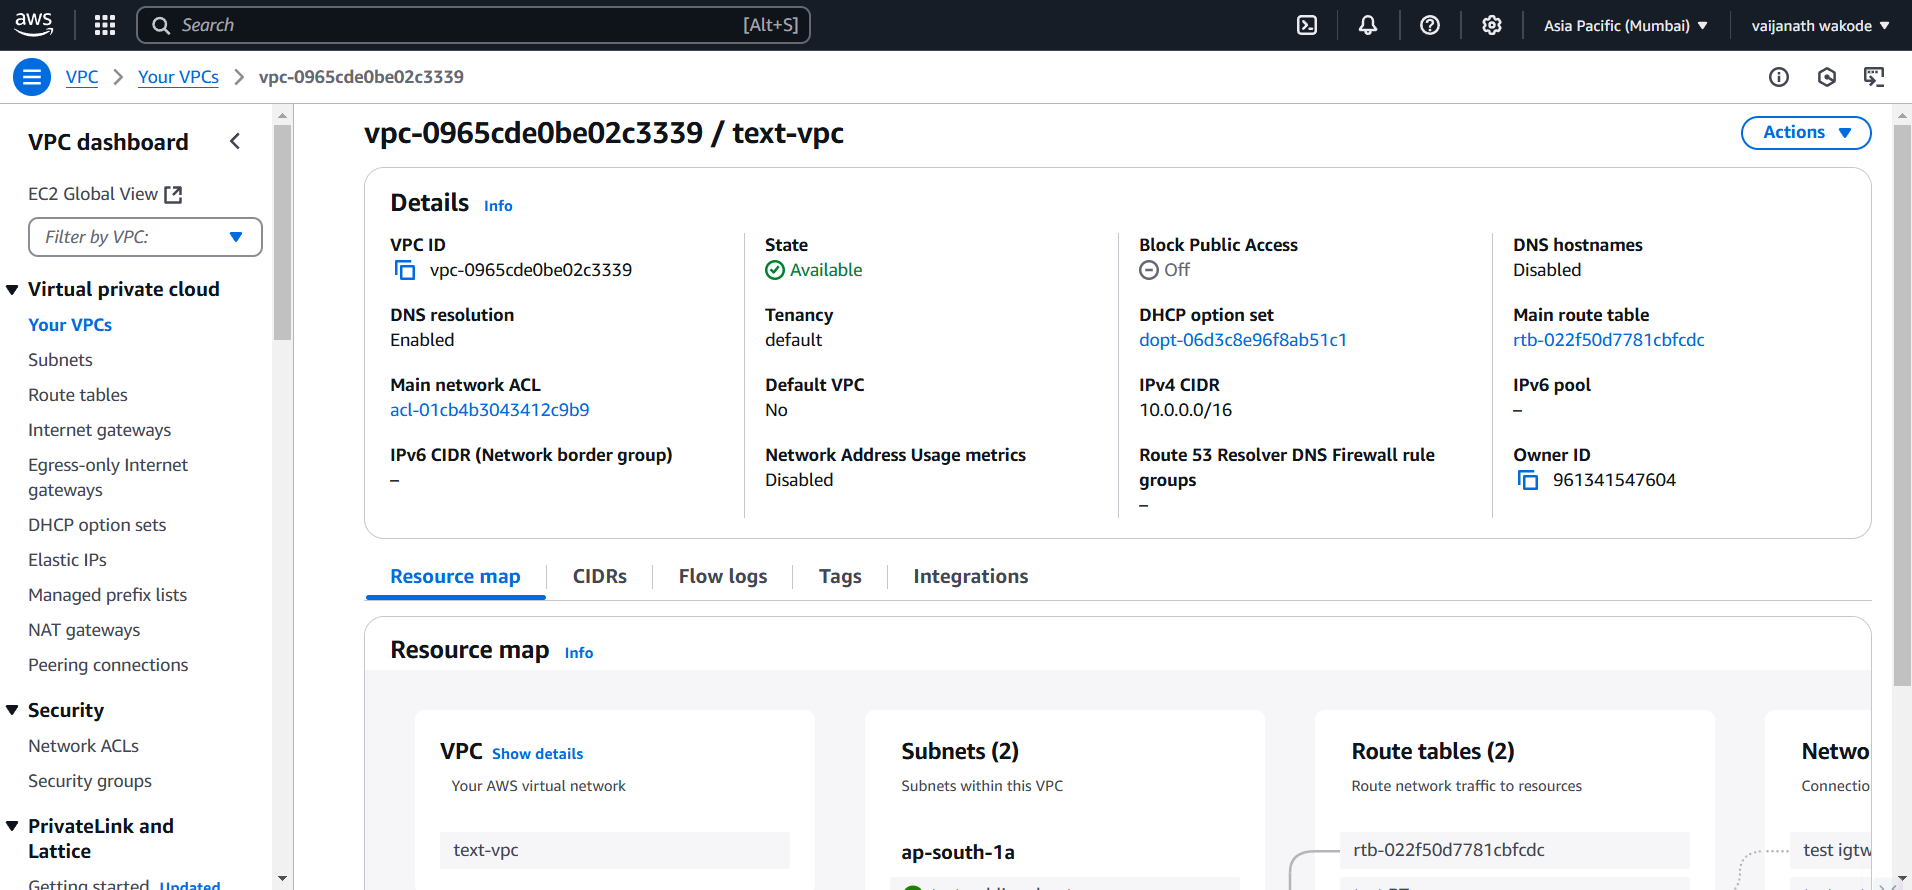 aws
Search
[Alt+S]
Asia Pacific (Mumbai)
vaijanath wakode
VPC
Your VPCs
vpc-0965cde0be02c3339
VPC dashboard
EC2 Global View
Filter by VPC:
Virtual private cloud
Your VPCs
Subnets
Route tables
Internet gateways
Egress-only Internet
gateways
DHCP option sets
Elastic IPs
Managed prefix lists
NAT gateways
Peering connections
Security
Network ACLs
Security groups
PrivateLink and
Lattice
Getting started Updated
vpc-0965cde0be02c3339 / text-vpc
Actions
Details Info
VPC ID
vpc-0965cde0be02c3339
State
Available
Block Public Access
Off
DNS hostnames
Disabled
DNS resolution
Enabled
Tenancy
default
DHCP option set
dopt-06d3c8e96f8ab51c1
Main route table
rtb-022f50d7781cbfcdc
Main network ACL
acl-01cb4b3043412c9b9
Default VPC
No
IPv4 CIDR
10.0.0.0/16
IPv6 pool
–
IPv6 CIDR (Network border group)
–
Network Address Usage metrics
Disabled
Route 53 Resolver DNS Firewall rule
groups
–
Owner ID
961341547604
Resource map
CIDRs
Flow logs
Tags
Integrations
Resource map Info
VPC Show details
Your AWS virtual network
text-vpc
Subnets (2)
Subnets within this VPC
ap-south-1a
Route tables (2)
Route network traffic to resources
rtb-022f50d7781cbfcdc
Netwo
Connectio
test igtw